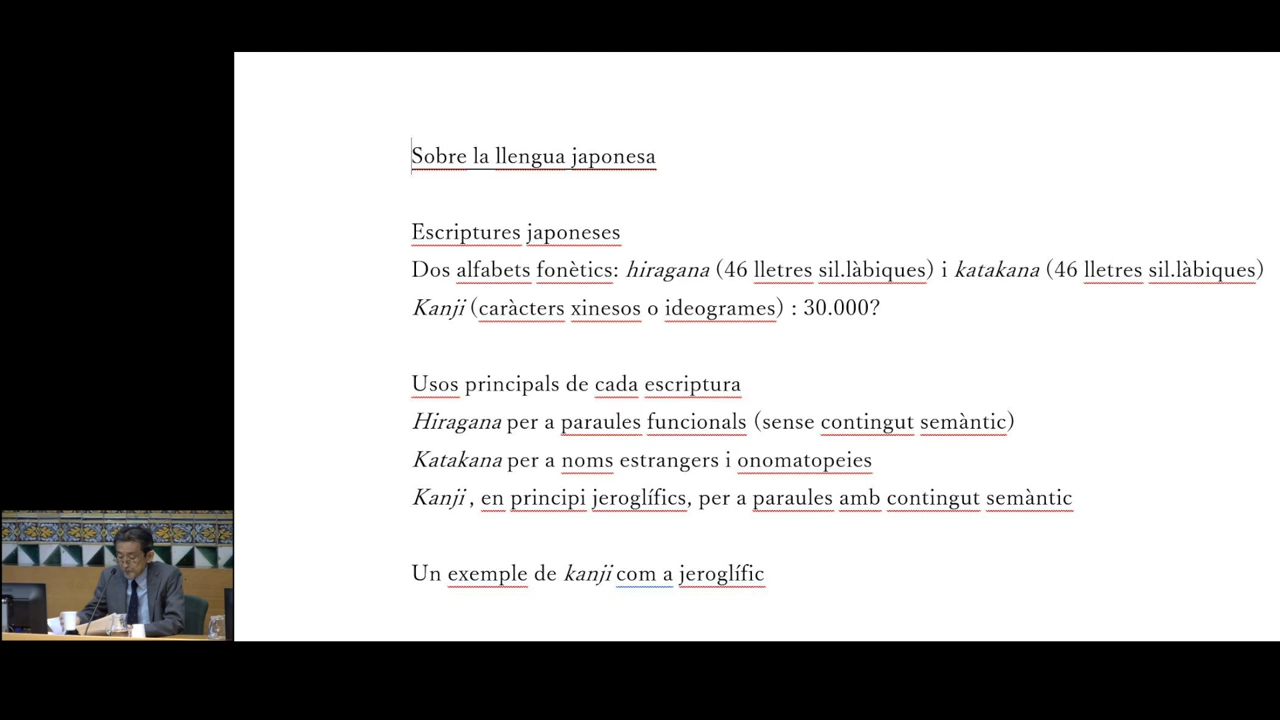 Sobre la llengua japonesa
Escriptures japoneses
Dos alfabets fonètics: hiragana (46 lletres sil.làbiques) i katakana (46 lletres sil.làbiques)
Kanji (caràcters xinesos o ideogrames) : 30.000?
Usos principals de cada escriptura
Hiragana per a paraules funcionals (sense contingut semàntic)
Katakana per a noms estrangers i onomatopeies
Kanji , en principi jeroglífics, per a paraules amb contingut semàntic
Un exemple de kanji com a jeroglífic